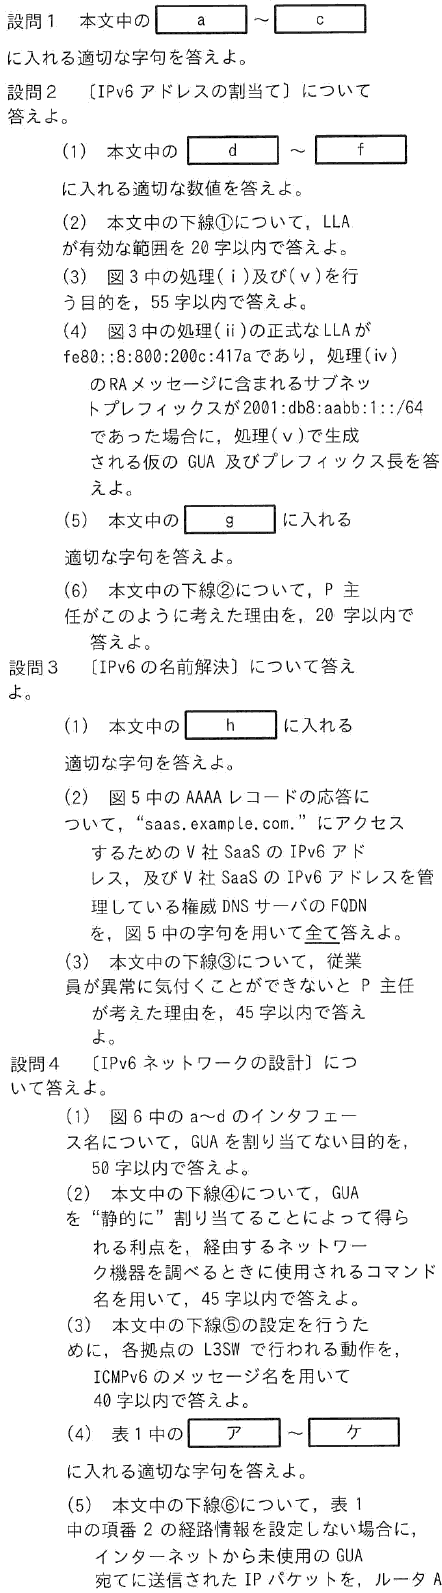 設問1 本文中の a ～ c
に入れる適切な字句を答えよ。
設問2 〔IPv6 アドレスの割当て〕について
答えよ。
(1) 本文中の d ～ f
に入れる適切な数値を答えよ。
(2) 本文中の下線①について，LLA
が有効な範囲を 20 字以内で答えよ。
(3) 図3中の処理(ⅰ)及び(ⅴ)を行
う目的を，55 字以内で答えよ。
(4) 図3中の処理(ⅱ)の正式なLLAが
fe80::8:800:200c:417a であり，処理(ⅳ)
のRAメッセージに含まれるサブネッ
トプレフィックスが2001:db8:aabb:1::/64
であった場合に，処理(ⅴ)で生成
される仮の GUA 及びプレフィックス長を答
えよ。
(5) 本文中の g に入れる
適切な字句を答えよ。
(6) 本文中の下線②について，P 主
任がこのように考えた理由を，20 字以内で
答えよ。
設問3 〔IPv6 の名前解決〕について答え
よ。
(1) 本文中の h に入れる
適切な字句を答えよ。
(2) 図5中の AAAA レコードの応答に
ついて，“saas.example.com.” にアクセス
するための V 社 SaaS の IPv6 アド
レス，及び V 社 SaaS の IPv6 アドレスを管
理している権威 DNS サーバの FQDN
を，図5中の字句を用いて全て答えよ。
(3) 本文中の下線③について，従業
員が異常に気付くことができないと P 主任
が考えた理由を，45 字以内で答え
よ。
設問4 〔IPv6 ネットワークの設計〕につ
いて答えよ。
(1) 図6中の a～d のインタフェー
ス名について，GUA を割り当てない目的を，
50 字以内で答えよ。
(2) 本文中の下線④について，GUA
を “静的に” 割り当てることによって得ら
れる利点を，経由するネットワー
ク機器を調べるときに使用されるコマンド
名を用いて，45 字以内で答えよ。
(3) 本文中の下線⑤の設定を行うた
めに，各拠点の L3SW で行われる動作を，
ICMPv6 のメッセージ名を用いて
40 字以内で答えよ。
(4) 表1中の ア ～ ケ
に入れる適切な字句を答えよ。
(5) 本文中の下線⑥について，表1
中の項番2の経路情報を設定しない場合に，
インターネットから未使用の GUA
宛てに送信された IP パケットを，ルータ A